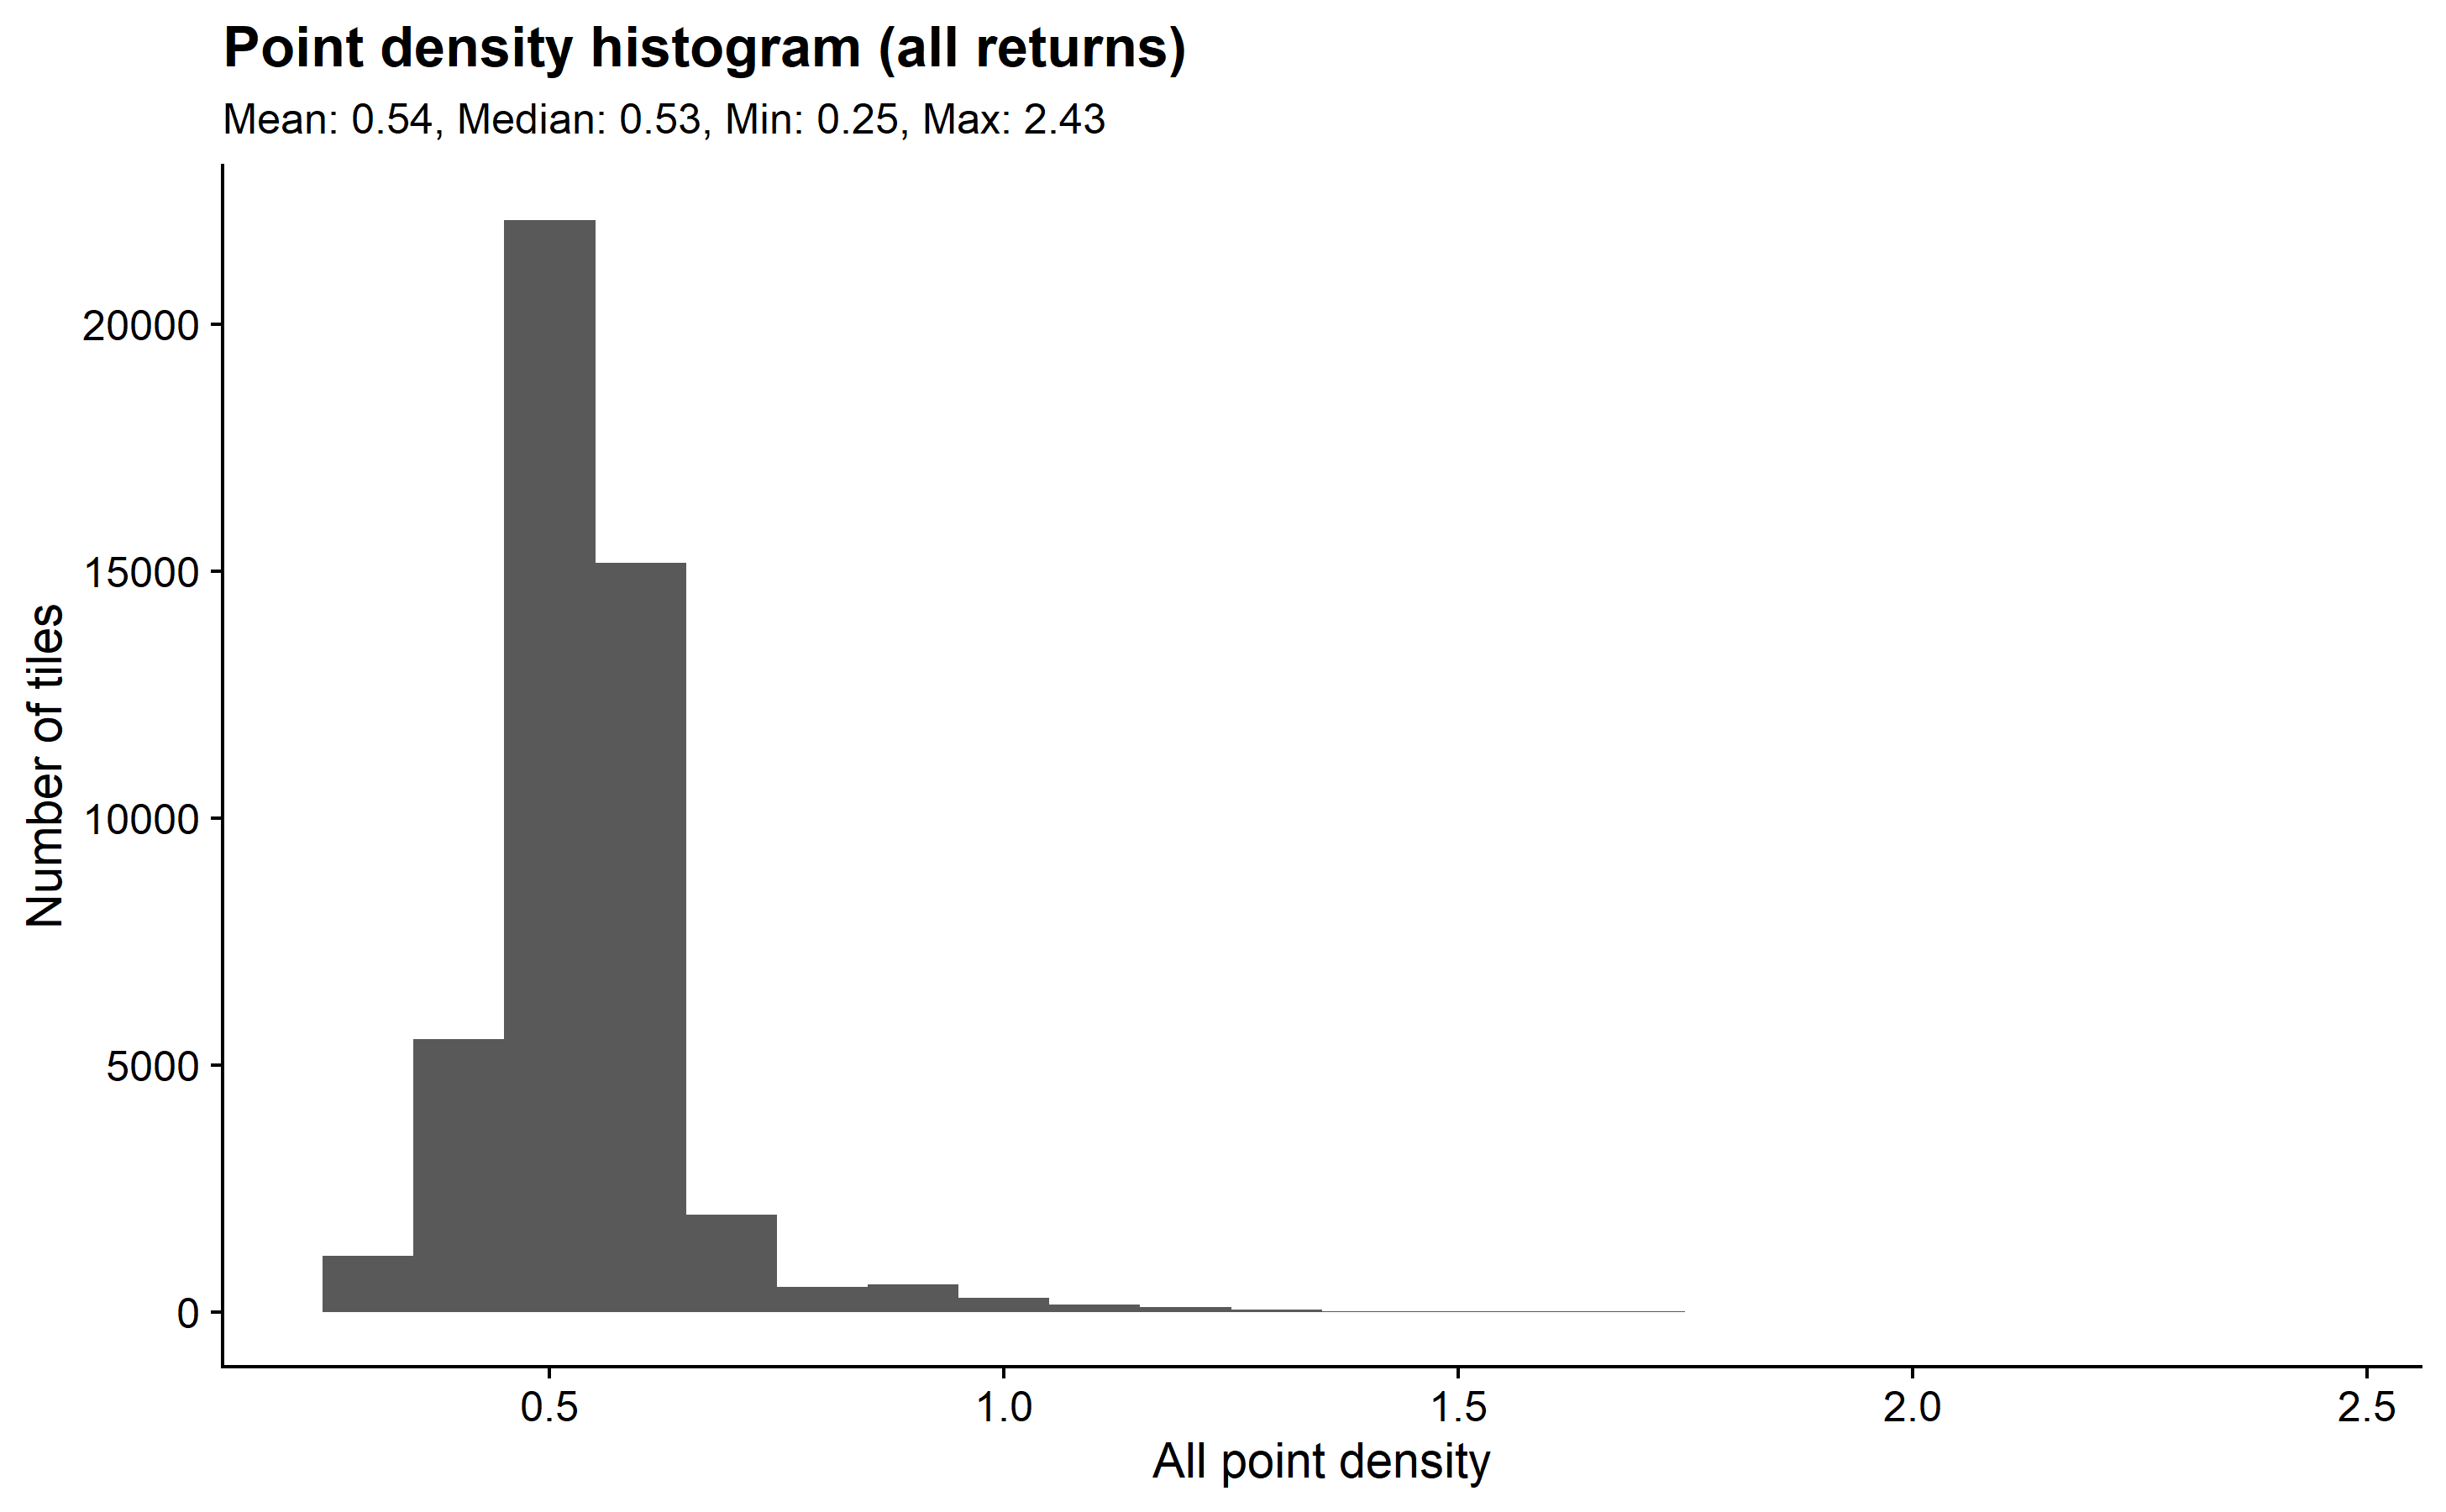 Point density histogram (all returns)
Mean: 0.54, Median: 0.53, Min: 0.25, Max: 2.43
Number of tiles
20000
15000
10000
5000
0
0.5 1.0 1.5 2.0 2.5
All point density